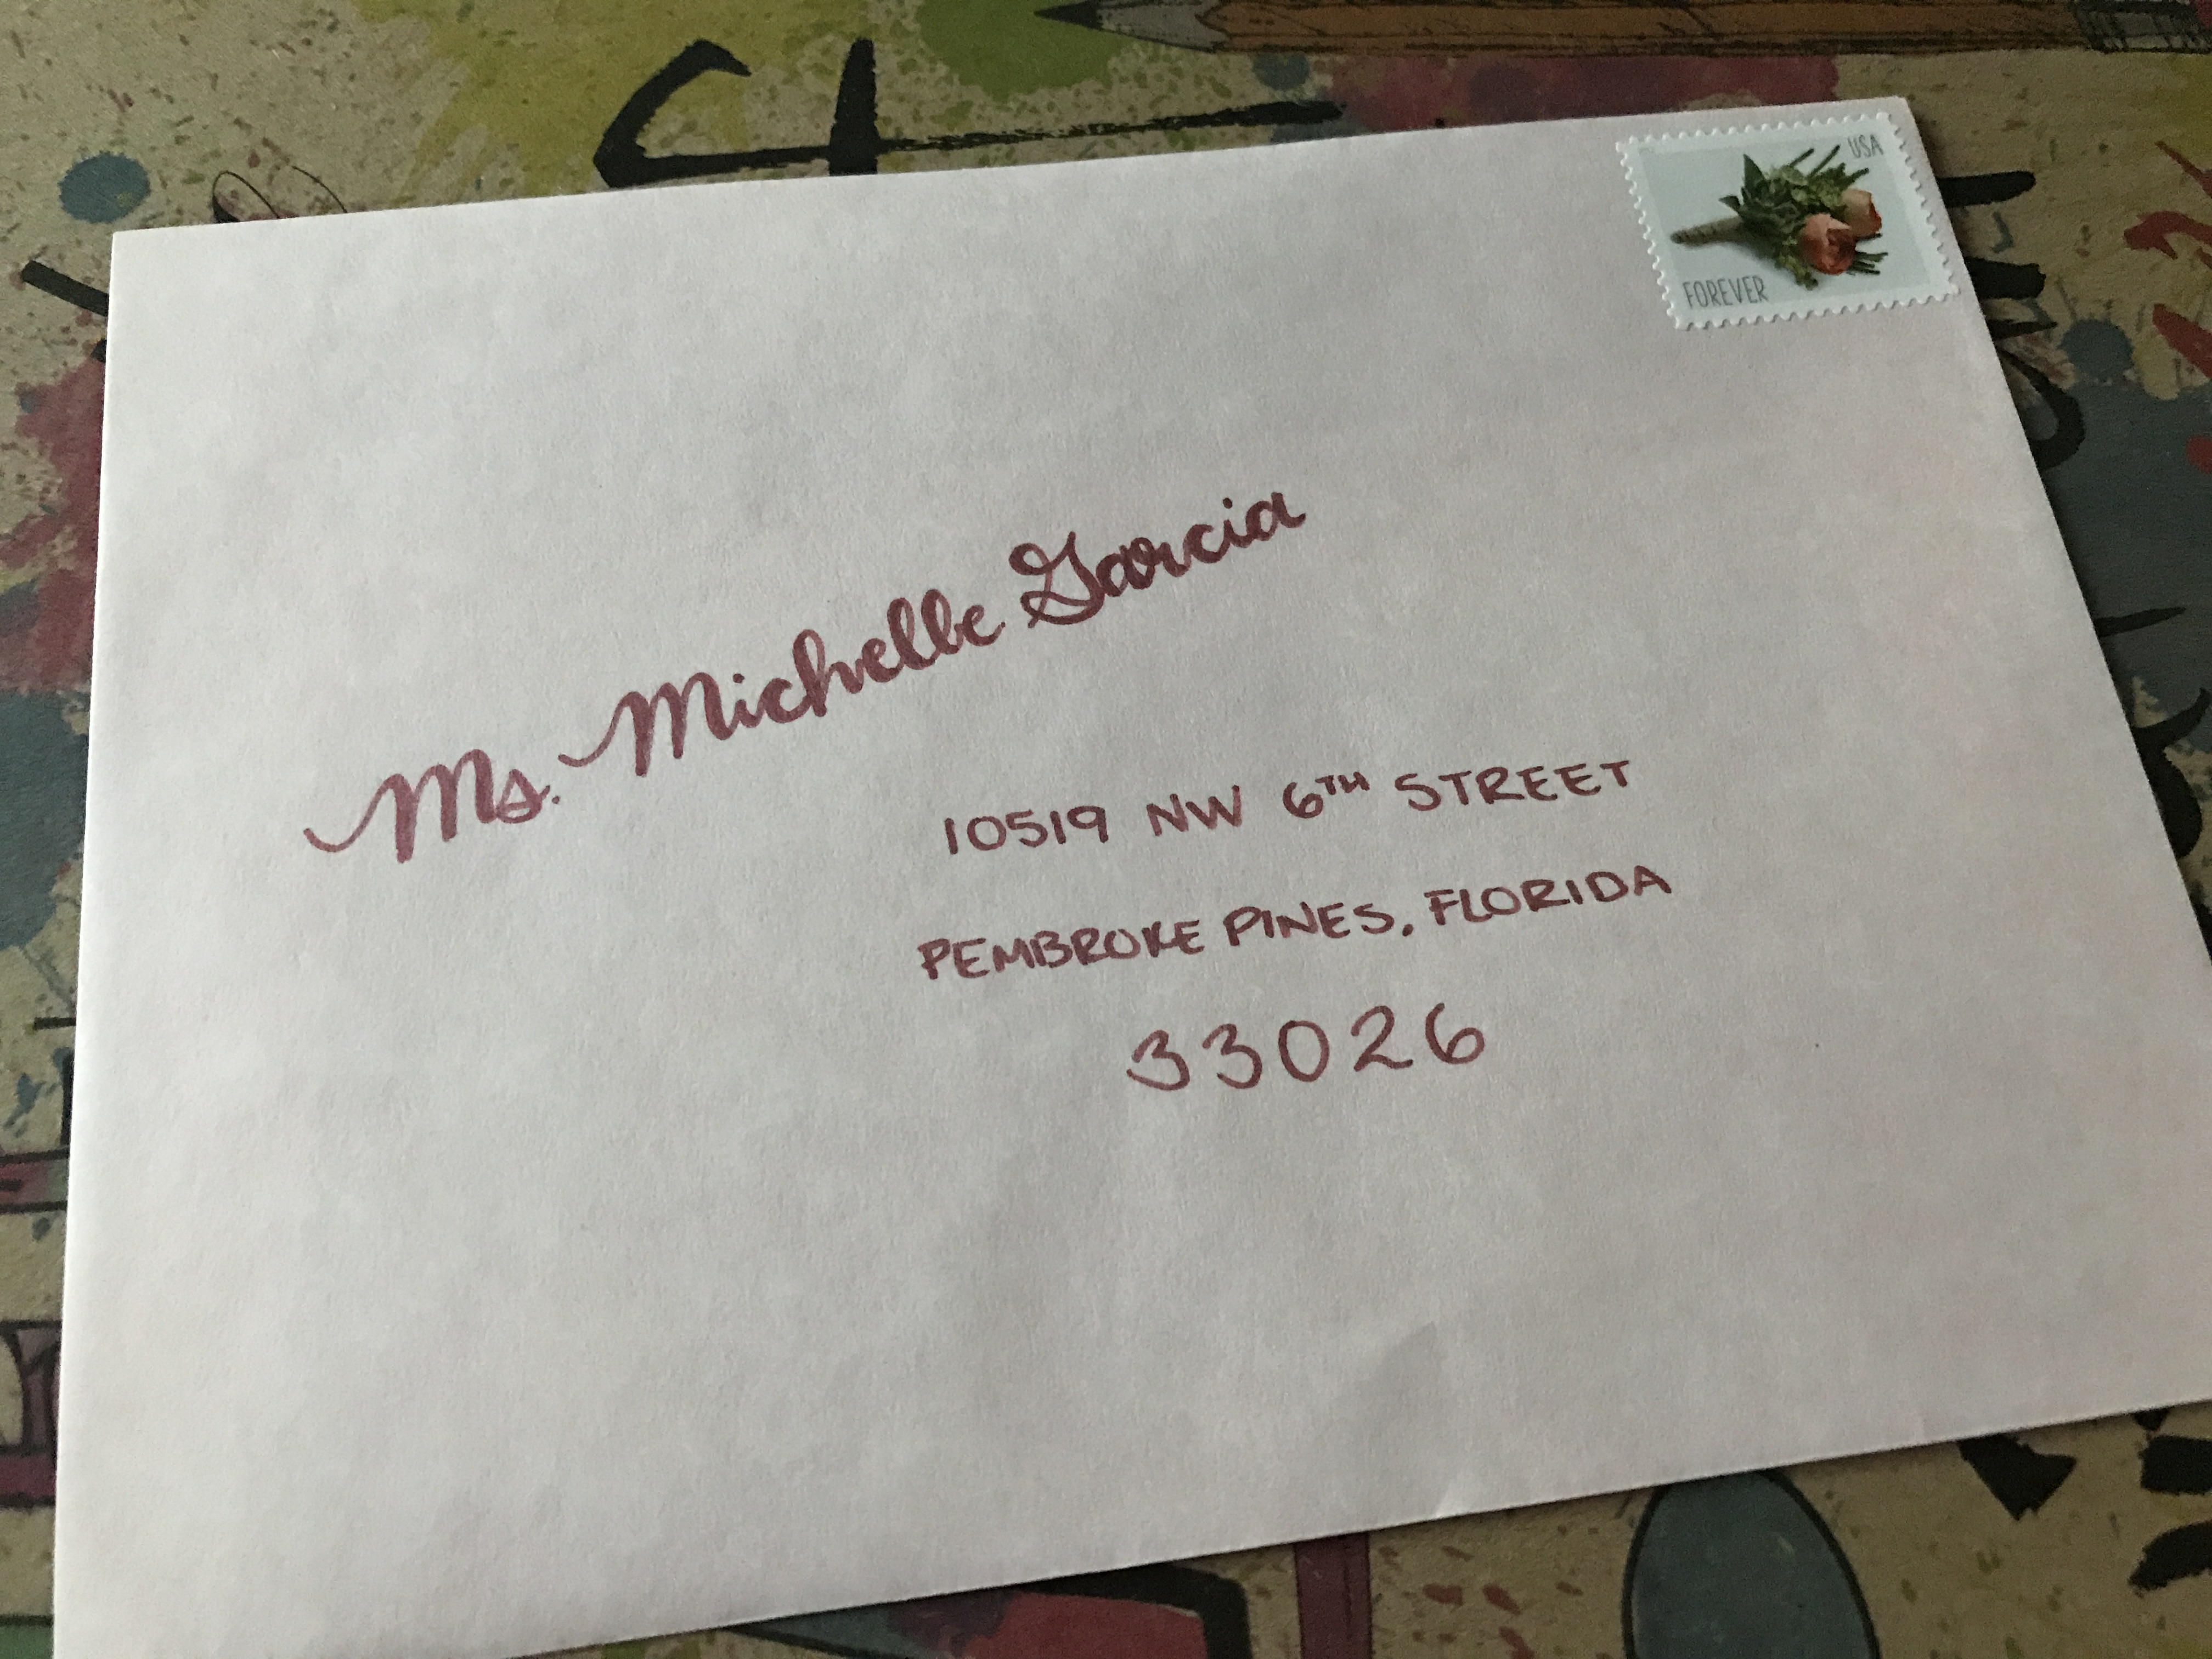 USA
FOREVER
Ms. Michelle Garcia
10519 NW 6TH STREET
PEMBROKE PINES, FLORIDA
33026